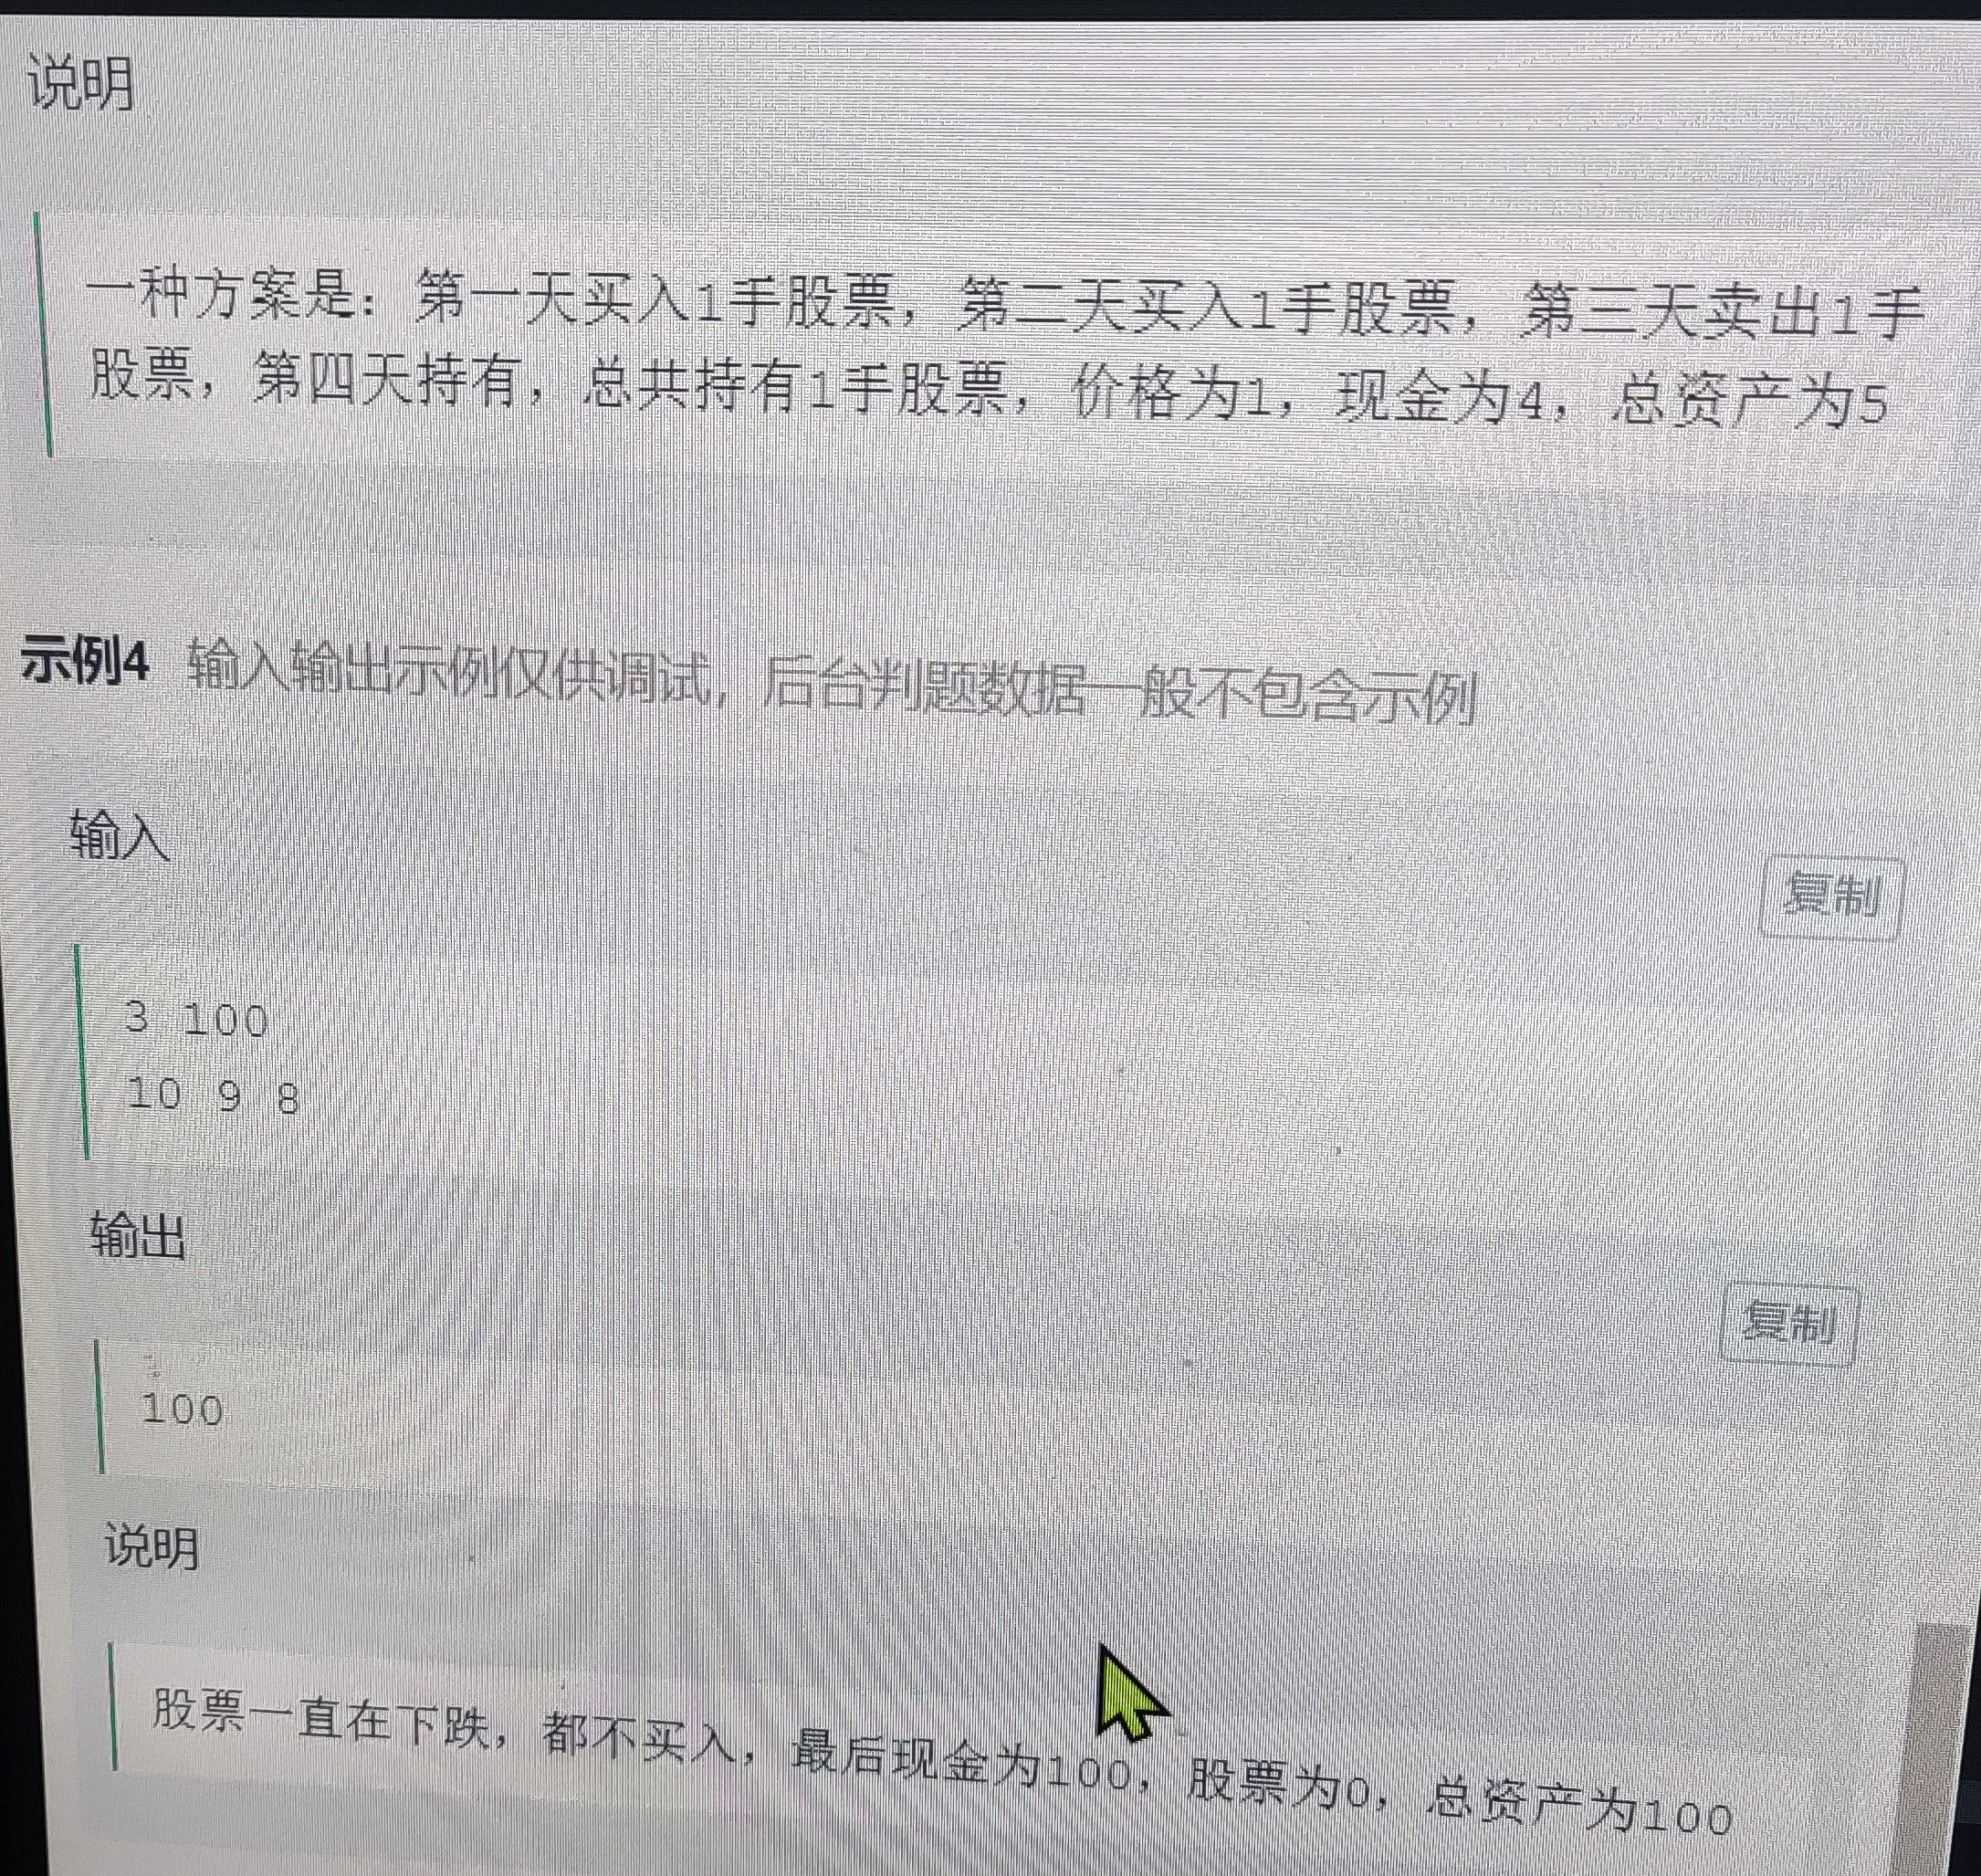 说明
一种方案是：第一天买入1手股票，第二天买入1手股票，第三天卖出1手
股票，第四天持有，总共持有1手股票，价格为1，现金为4，总资产为5
示例4 输入输出示例仅供调试，后台判题数据一般不包含示例
输入
复制
3 100
10 9 8
输出
复制
100
说明
股票一直在下跌，都不买入，最后现金为100，股票为0，总资产为100